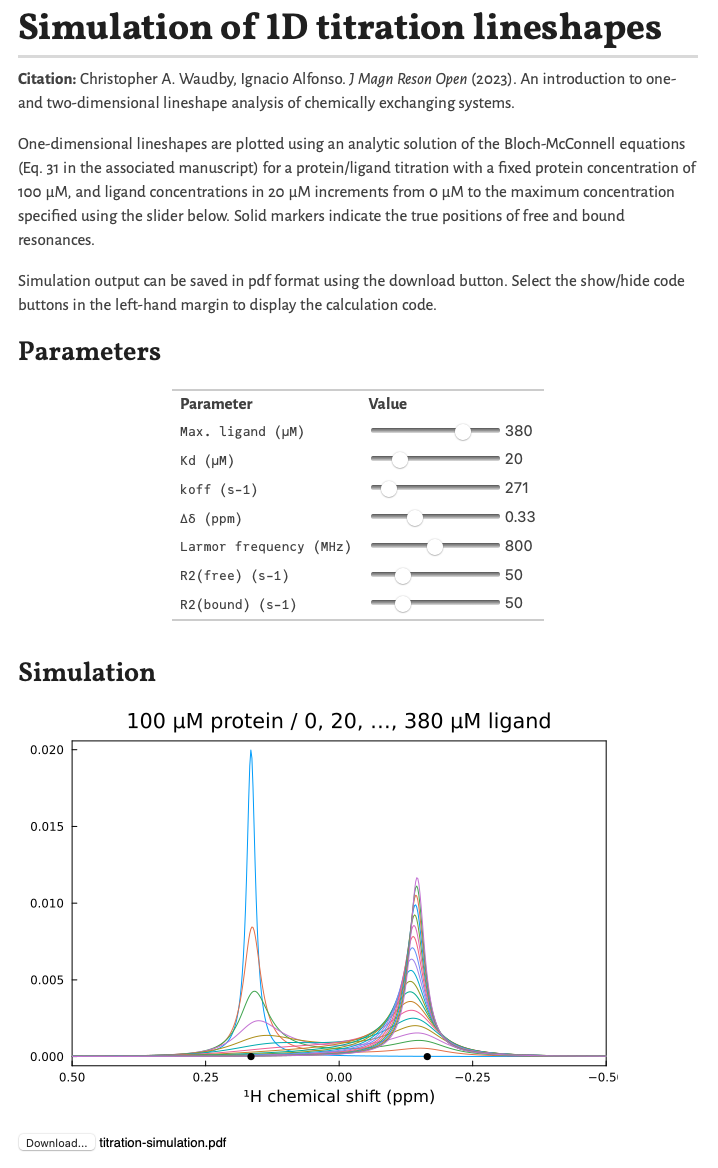 Simulation of 1D titration lineshapes
Citation: Christopher A. Waudby, Ignacio Alfonso. J Magn Reson Open (2023). An introduction to one-
and two-dimensional lineshape analysis of chemically exchanging systems.
One-dimensional lineshapes are plotted using an analytic solution of the Bloch-McConnell equations
(Eq. 31 in the associated manuscript) for a protein/ligand titration with a fixed protein concentration of
100 μM, and ligand concentrations in 20 μM increments from 0 μM to the maximum concentration
specified using the slider below. Solid markers indicate the true positions of free and bound
resonances.
Simulation output can be saved in pdf format using the download button. Select the show/hide code
buttons in the left-hand margin to display the calculation code.
Parameters
Parameter Value
Max. ligand (μM) 380
Kd (μM) 20
koff (s-1) 271
Δδ (ppm) 0.33
Larmor frequency (MHz) 800
R2(free) (s-1) 50
R2(bound) (s-1) 50
Simulation
100 μM protein / 0, 20, ..., 380 μM ligand
0.020
0.015
0.010
0.005
0.000
0.50 0.25 0.00 −0.25 −0.5
¹H chemical shift (ppm)
Download... titration-simulation.pdf